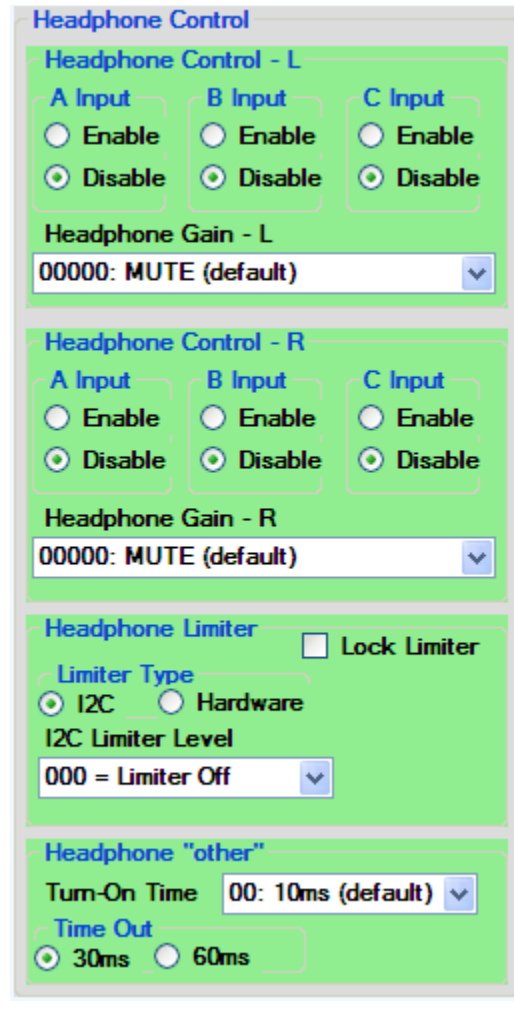 Headphone Control
Headphone Control - L
A Input B Input C Input
Enable Enable Enable
Disable Disable Disable
Headphone Gain - L
00000: MUTE (default)
Headphone Control - R
A Input B Input C Input
Enable Enable Enable
Disable Disable Disable
Headphone Gain - R
00000: MUTE (default)
Headphone Limiter
Lock Limiter
Limiter Type
I2C Hardware
I2C Limiter Level
000 = Limiter Off
Headphone "other"
Turn-On Time 00: 10ms (default)
Time Out
30ms 60ms